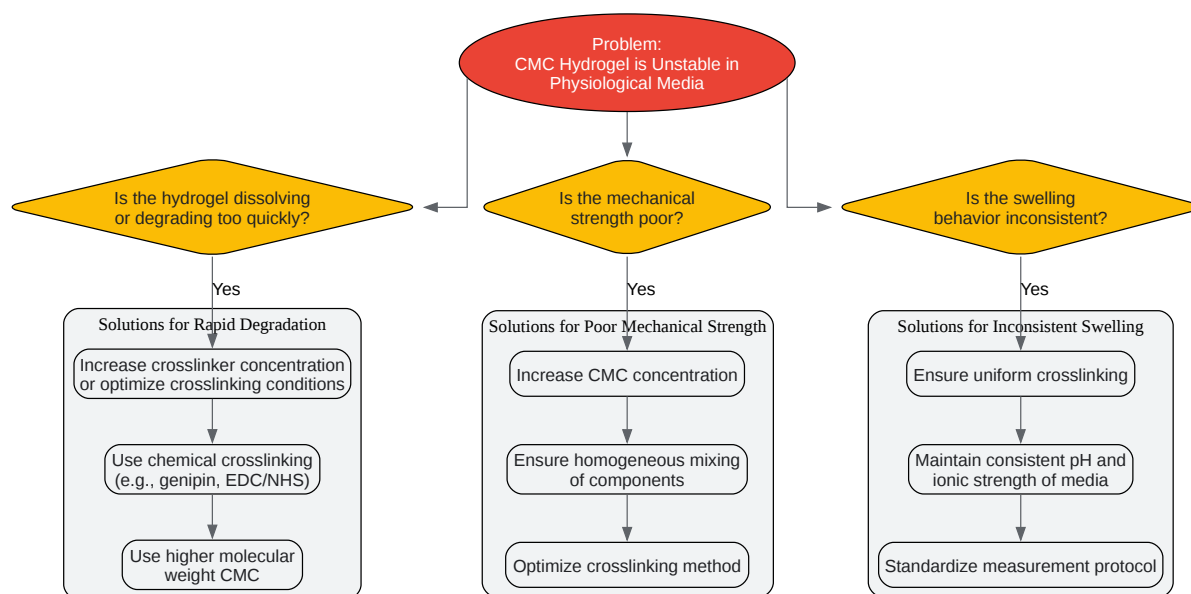 Problem:
CMC Hydrogel is Unstable in
Physiological Media
Is the hydrogel dissolving
or degrading too quickly?
Is the mechanical
strength poor?
Is the swelling
behavior inconsistent?
Yes
Yes
Yes
Solutions for Rapid Degradation
Increase crosslinker concentration
or optimize crosslinking conditions
Use chemical crosslinking
(e.g., genipin, EDC/NHS)
Use higher molecular
weight CMC
Solutions for Poor Mechanical Strength
Increase CMC concentration
Ensure homogeneous mixing
of components
Optimize crosslinking method
Solutions for Inconsistent Swelling
Ensure uniform crosslinking
Maintain consistent pH and
ionic strength of media
Standardize measurement protocol